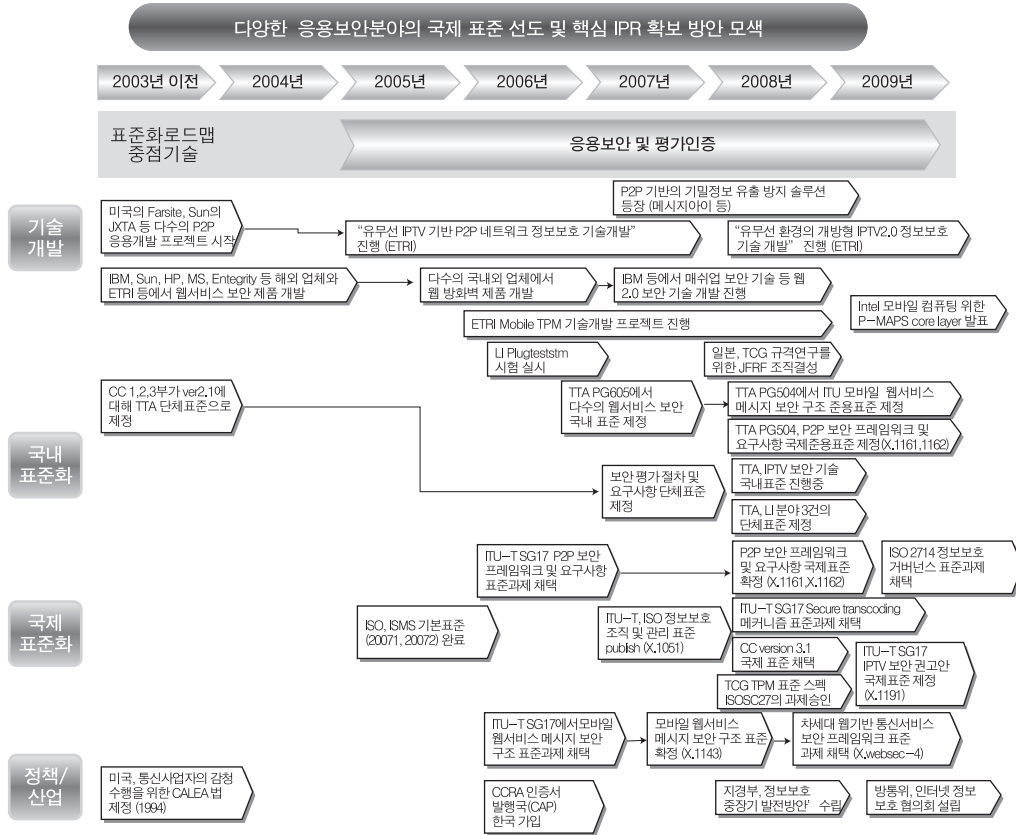 다양한 응용보안분야의 국제 표준 선도 및 핵심 IPR 확보 방안 모색
2003년 이전
2004년
2005년
2006년
2007년
2008년
2009년
표준화로드맵
중점기술
응용보안 및 평가인증
기술
개발
미국의 Farsite, Sun의
JXTA 등 다수의 P2P
응용개발 프로젝트 시작
P2P 기반의 기밀정보 유출 방지 솔루션
등장 (메시지아이 등)
“유무선 IPTV 기반 P2P 네트워크 정보보호 기술개발”
진행 (ETRI)
“유무선 환경의 개방형 IPTV2.0 정보보호
기술 개발” 진행 (ETRI)
IBM, Sun, HP, MS, Entegrity 등 해외 업체와
ETRI 등에서 웹서비스 보안 제품 개발
다수의 국내외 업체에서
웹 방화벽 제품 개발
IBM 등에서 매쉬업 보안 기술 등 웹
2.0 보안 기술 개발 진행
Intel 모바일 컴퓨팅 위한
P-MAPS core layer 발표
ETRI Mobile TPM 기술개발 프로젝트 진행
LI Plugteststm
시험 실시
일본, TCG 규격연구를
위한 JFRF 조직결성
국내
표준화
CC 1,2,3부가 ver2.1에
대해 TTA 단체표준으로
제정
TTA PG605에서
다수의 웹서비스 보안
국내 표준 제정
TTA PG504에서 ITU 모바일 웹서비스
메시지 보안 구조 준용표준 제정
TTA PG504, P2P 보안 프레임워크 및
요구사항 국제준용표준 제정(X.1161,1162)
보안 평가 절차 및
요구사항 단체표준
제정
TTA, IPTV 보안 기술
국내표준 진행중
TTA, LI 분야 3건의
단체표준 제정
국제
표준화
ITU-T SG17 P2P 보안
프레임워크 및 요구사항
표준과제 채택
P2P 보안 프레임워크
및 요구사항 국제표준
확정 (X.1161,X.1162)
ISO 2714 정보보호
거버넌스 표준과제
채택
ISO, ISMS 기본표준
(20071, 20072) 완료
ITU-T, ISO 정보보호
조직 및 관리 표준
publish (X.1051)
ITU-T SG17 Secure transcoding
메커니즘 표준과제 채택
CC version 3.1
국제 표준 채택
ITU-T SG17
IPTV 보안 권고안
국제표준 제정
(X.1191)
TCG TPM 표준 스펙
ISOSC27의 과제승인
ITU-T SG17에서모바일
웹서비스 메시지 보안
구조 표준과제 채택
모바일 웹서비스
메시지 보안 구조 표준
확정 (X.1143)
차세대 웹기반 통신서비스
보안 프레임워크 표준
과제 채택 (X.websec-4)
정책/
산업
미국, 통신사업자의 감청
수행을 위한 CALEA 법
제정 (1994)
CCRA 인증서
발행국(CAP)
한국 가입
지경부, 정보보호
중장기 발전방안’ 수립
방통위, 인터넷 정보
보호 협의회 설립